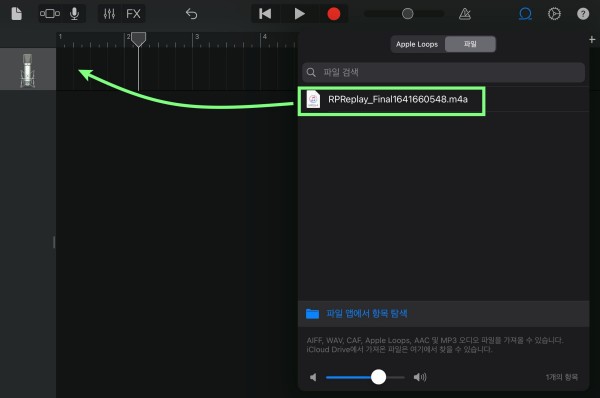 FX
1
2
3
4
Apple Loops
파일
파일 검색
RPReplay_Final1641660548.m4a
파일 앱에서 항목 탐색
AIFF, WAV, CAF, Apple Loops, AAC 및 MP3 오디오 파일을 가져올 수 있습니다.
iCloud Drive에서 가져온 파일은 여기에서 찾을 수 있습니다.
1개의 항목